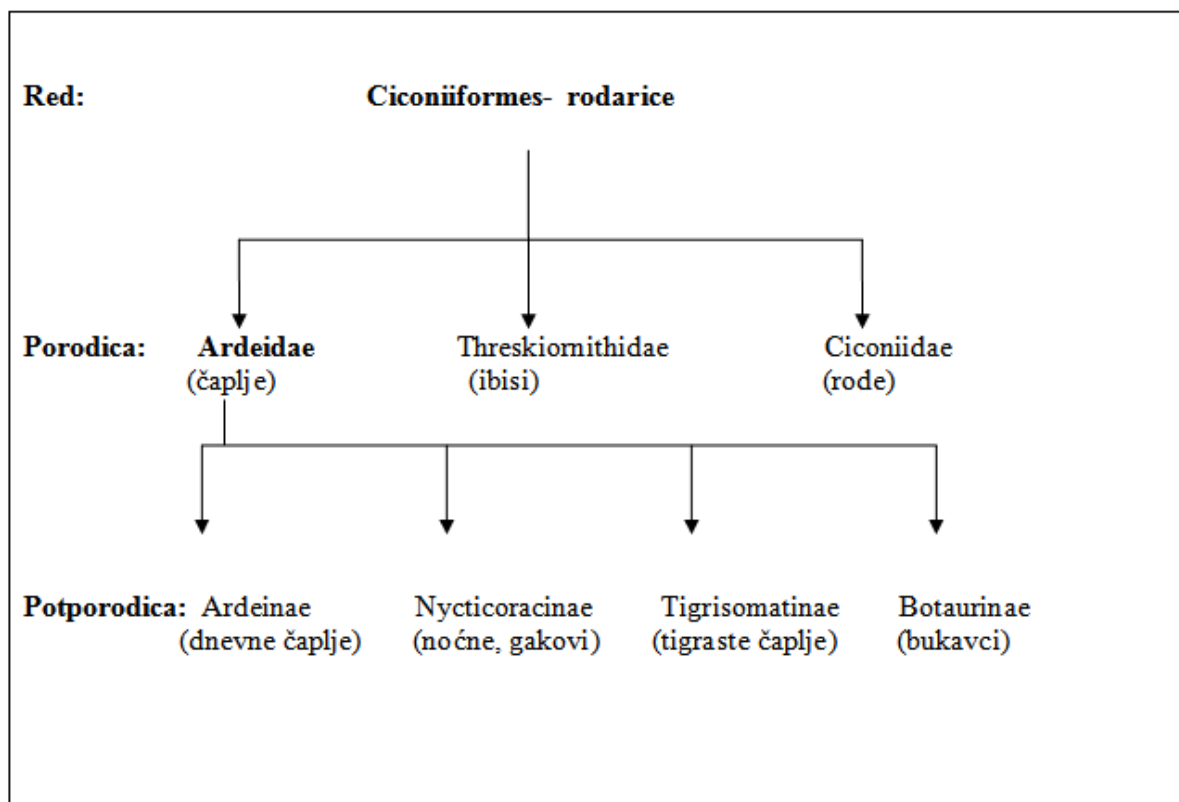 Red: Ciconiiformes- rodarice
Porodica: Ardeidae Threskiornithidae Ciconiidae
(čaplje) (ibisi) (rode)
Potporodica: Ardeinae Nycticoracinae Tigrisomatinae Botaurinae
(dnevne čaplje) (noćne, gakovi) (tigraste čaplje) (bukavci)